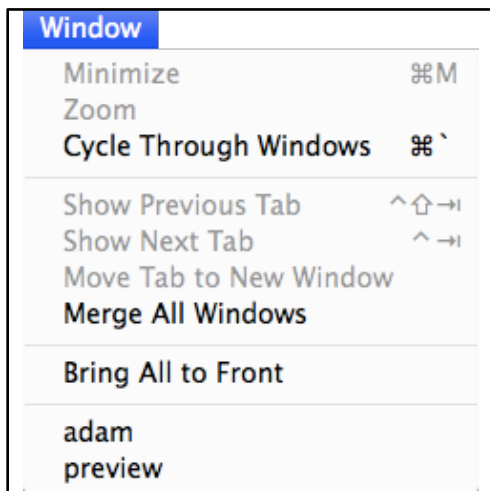 Window
Minimize ⌘M
Zoom
Cycle Through Windows ⌘`
Show Previous Tab ^⇧⇥
Show Next Tab ^⇥
Move Tab to New Window
Merge All Windows
Bring All to Front
adam
preview